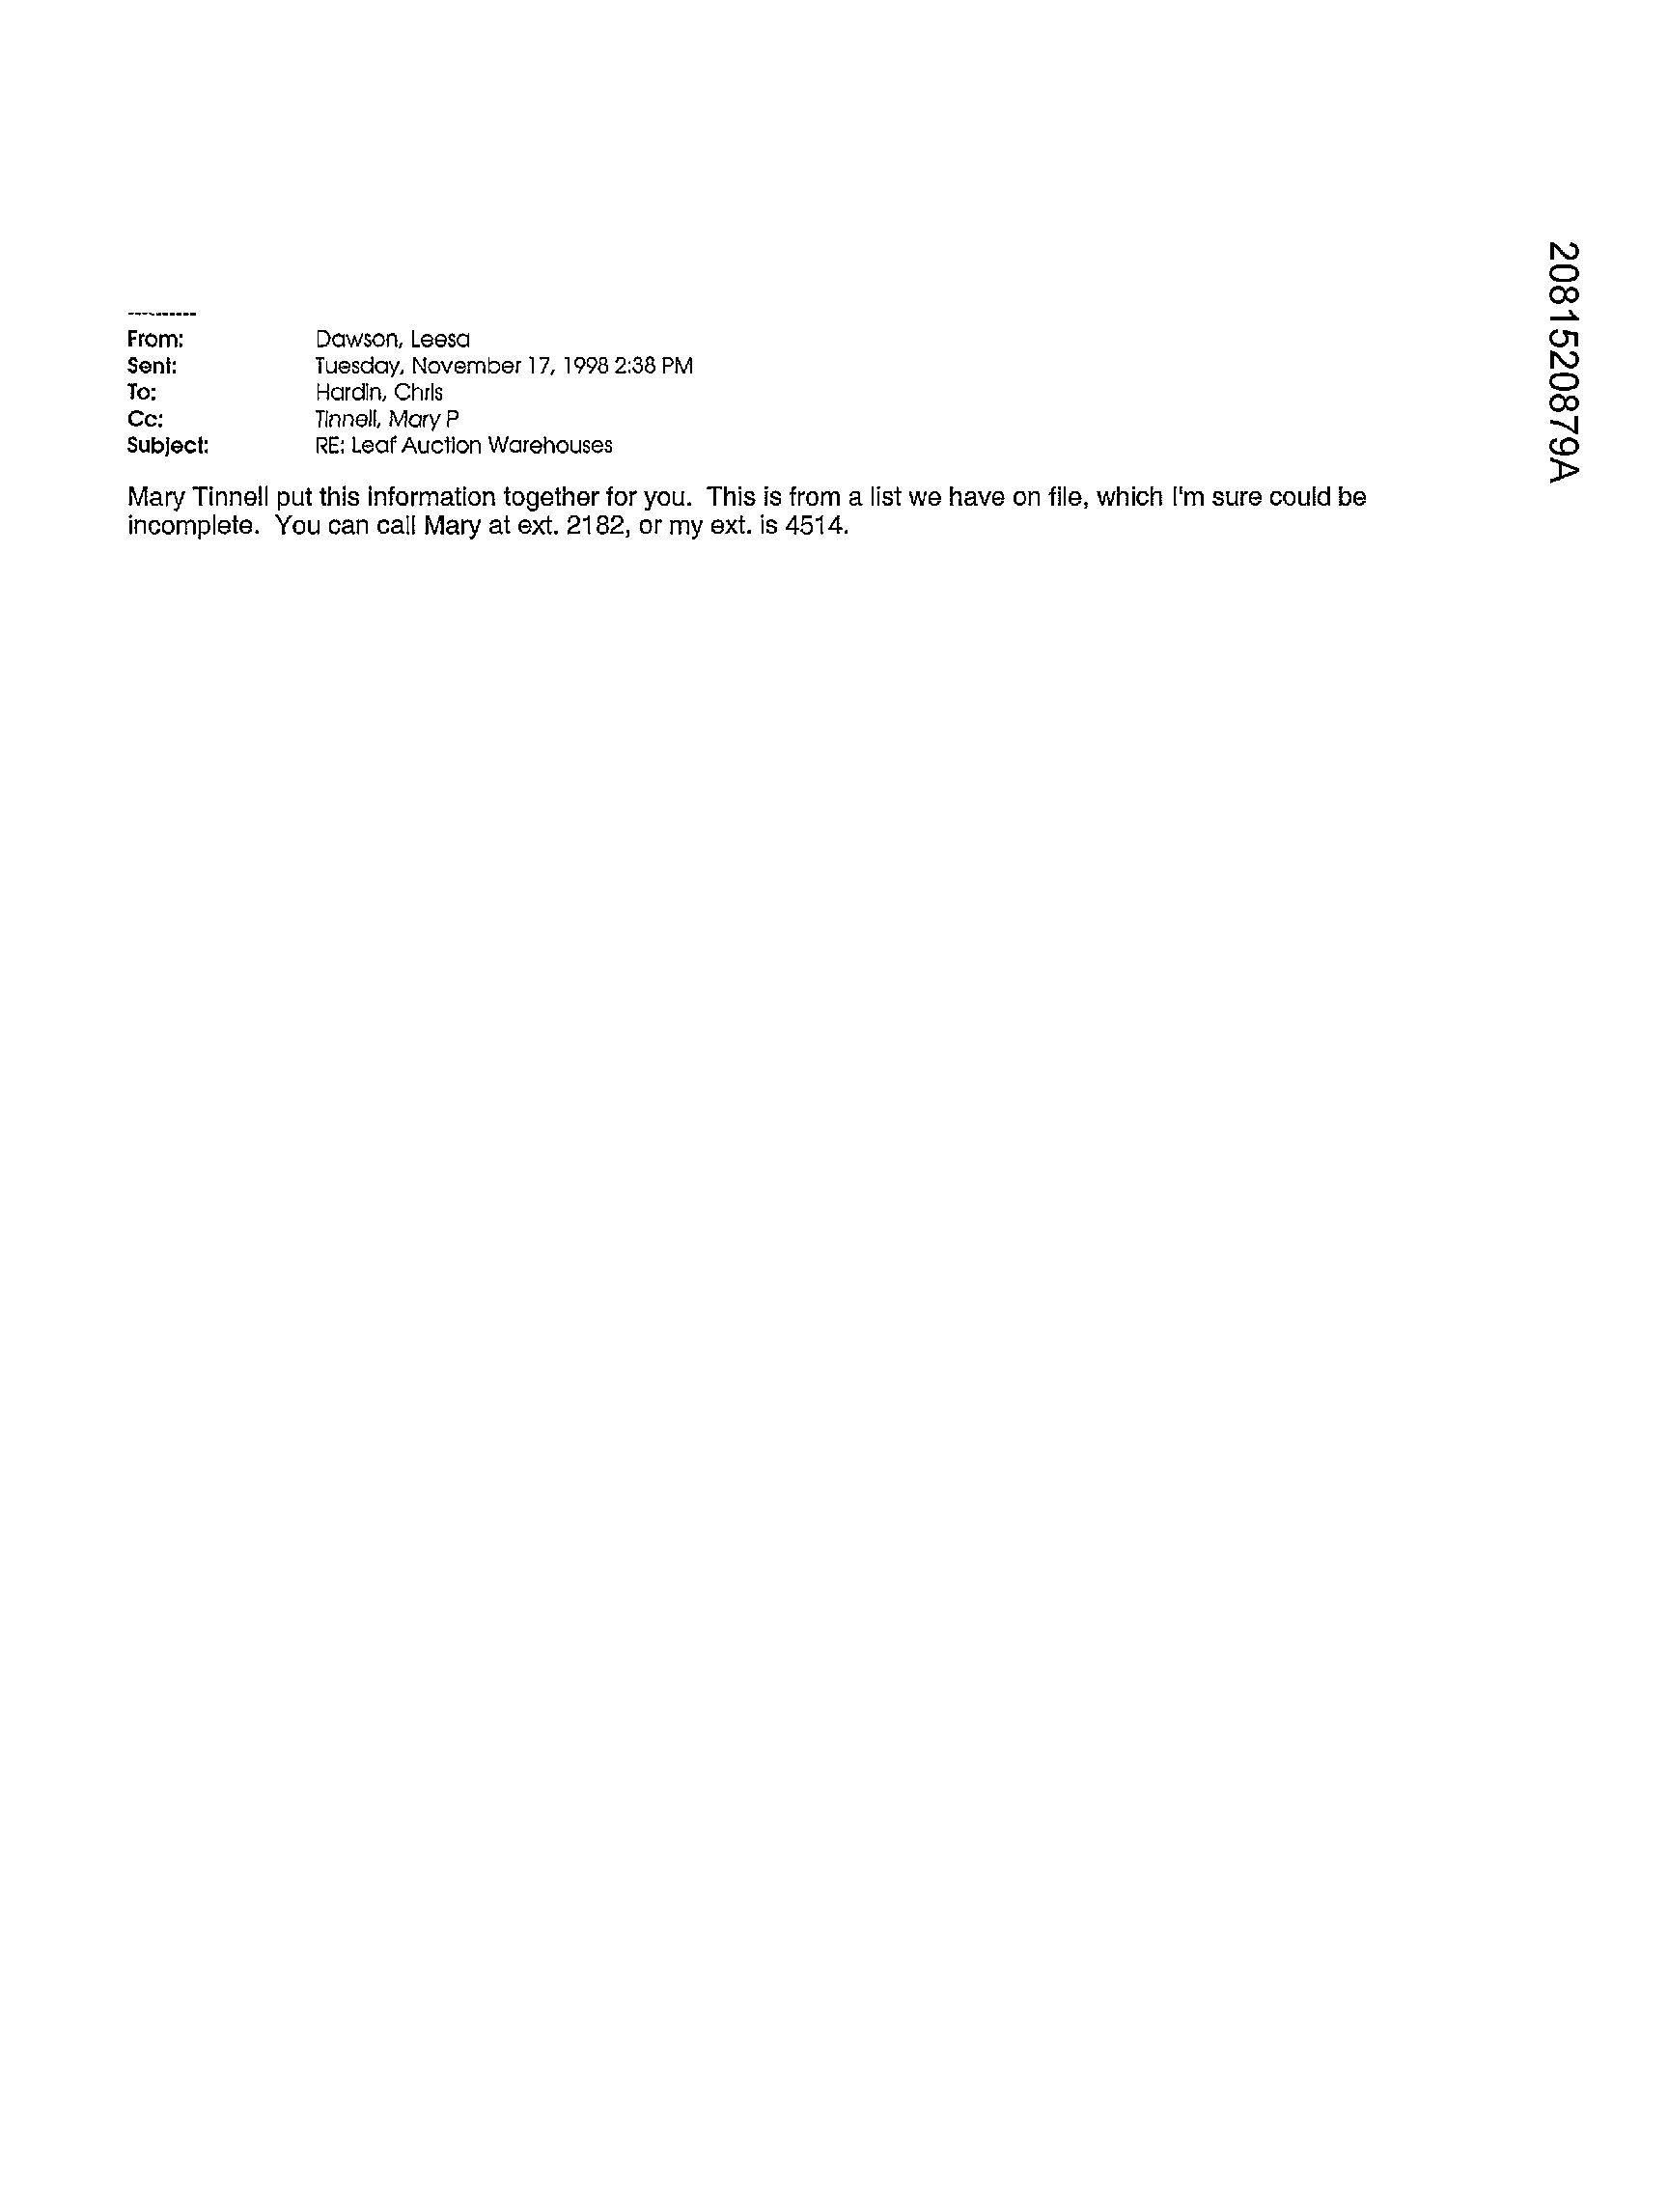 2081520879A
----------
From: Dawson, Leesa
Sent: Tuesday, November 17, 1998 2:38 PM
To: Hardin, Chris
Cc: Tinnell, Mary P
Subject: RE: Leaf Auction Warehouses
Mary Tinnell put this information together for you. This is from a list we have on file, which I'm sure could be
incomplete. You can call Mary at ext. 2182, or my ext. is 4514.